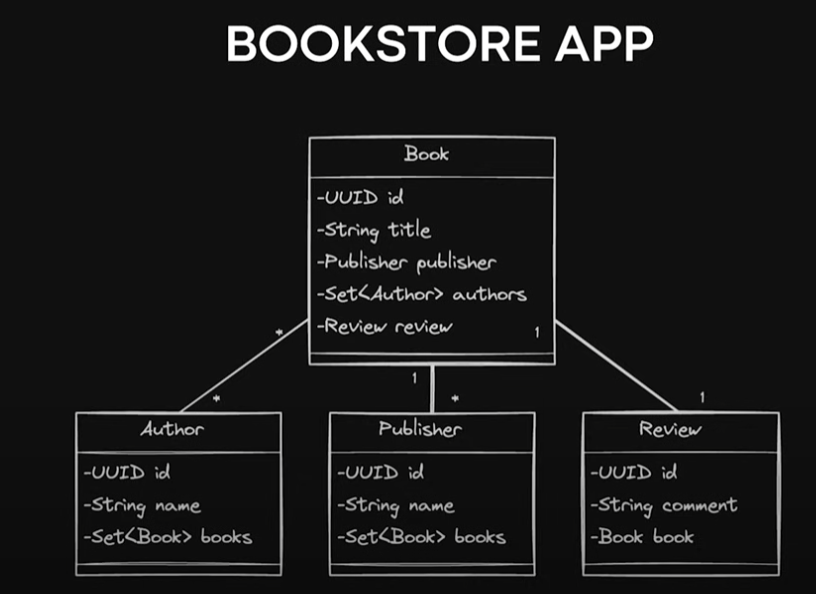 BOOKSTORE APP
Book
-UUID id
-String title
-Publisher publisher
-Set<Author> authors
-Review review
1
*
*
1
*
1
Author
-UUID id
-String name
-Set<Book> books
Publisher
-UUID id
-String name
-Set<Book> books
Review
-UUID id
-String comment
-Book book